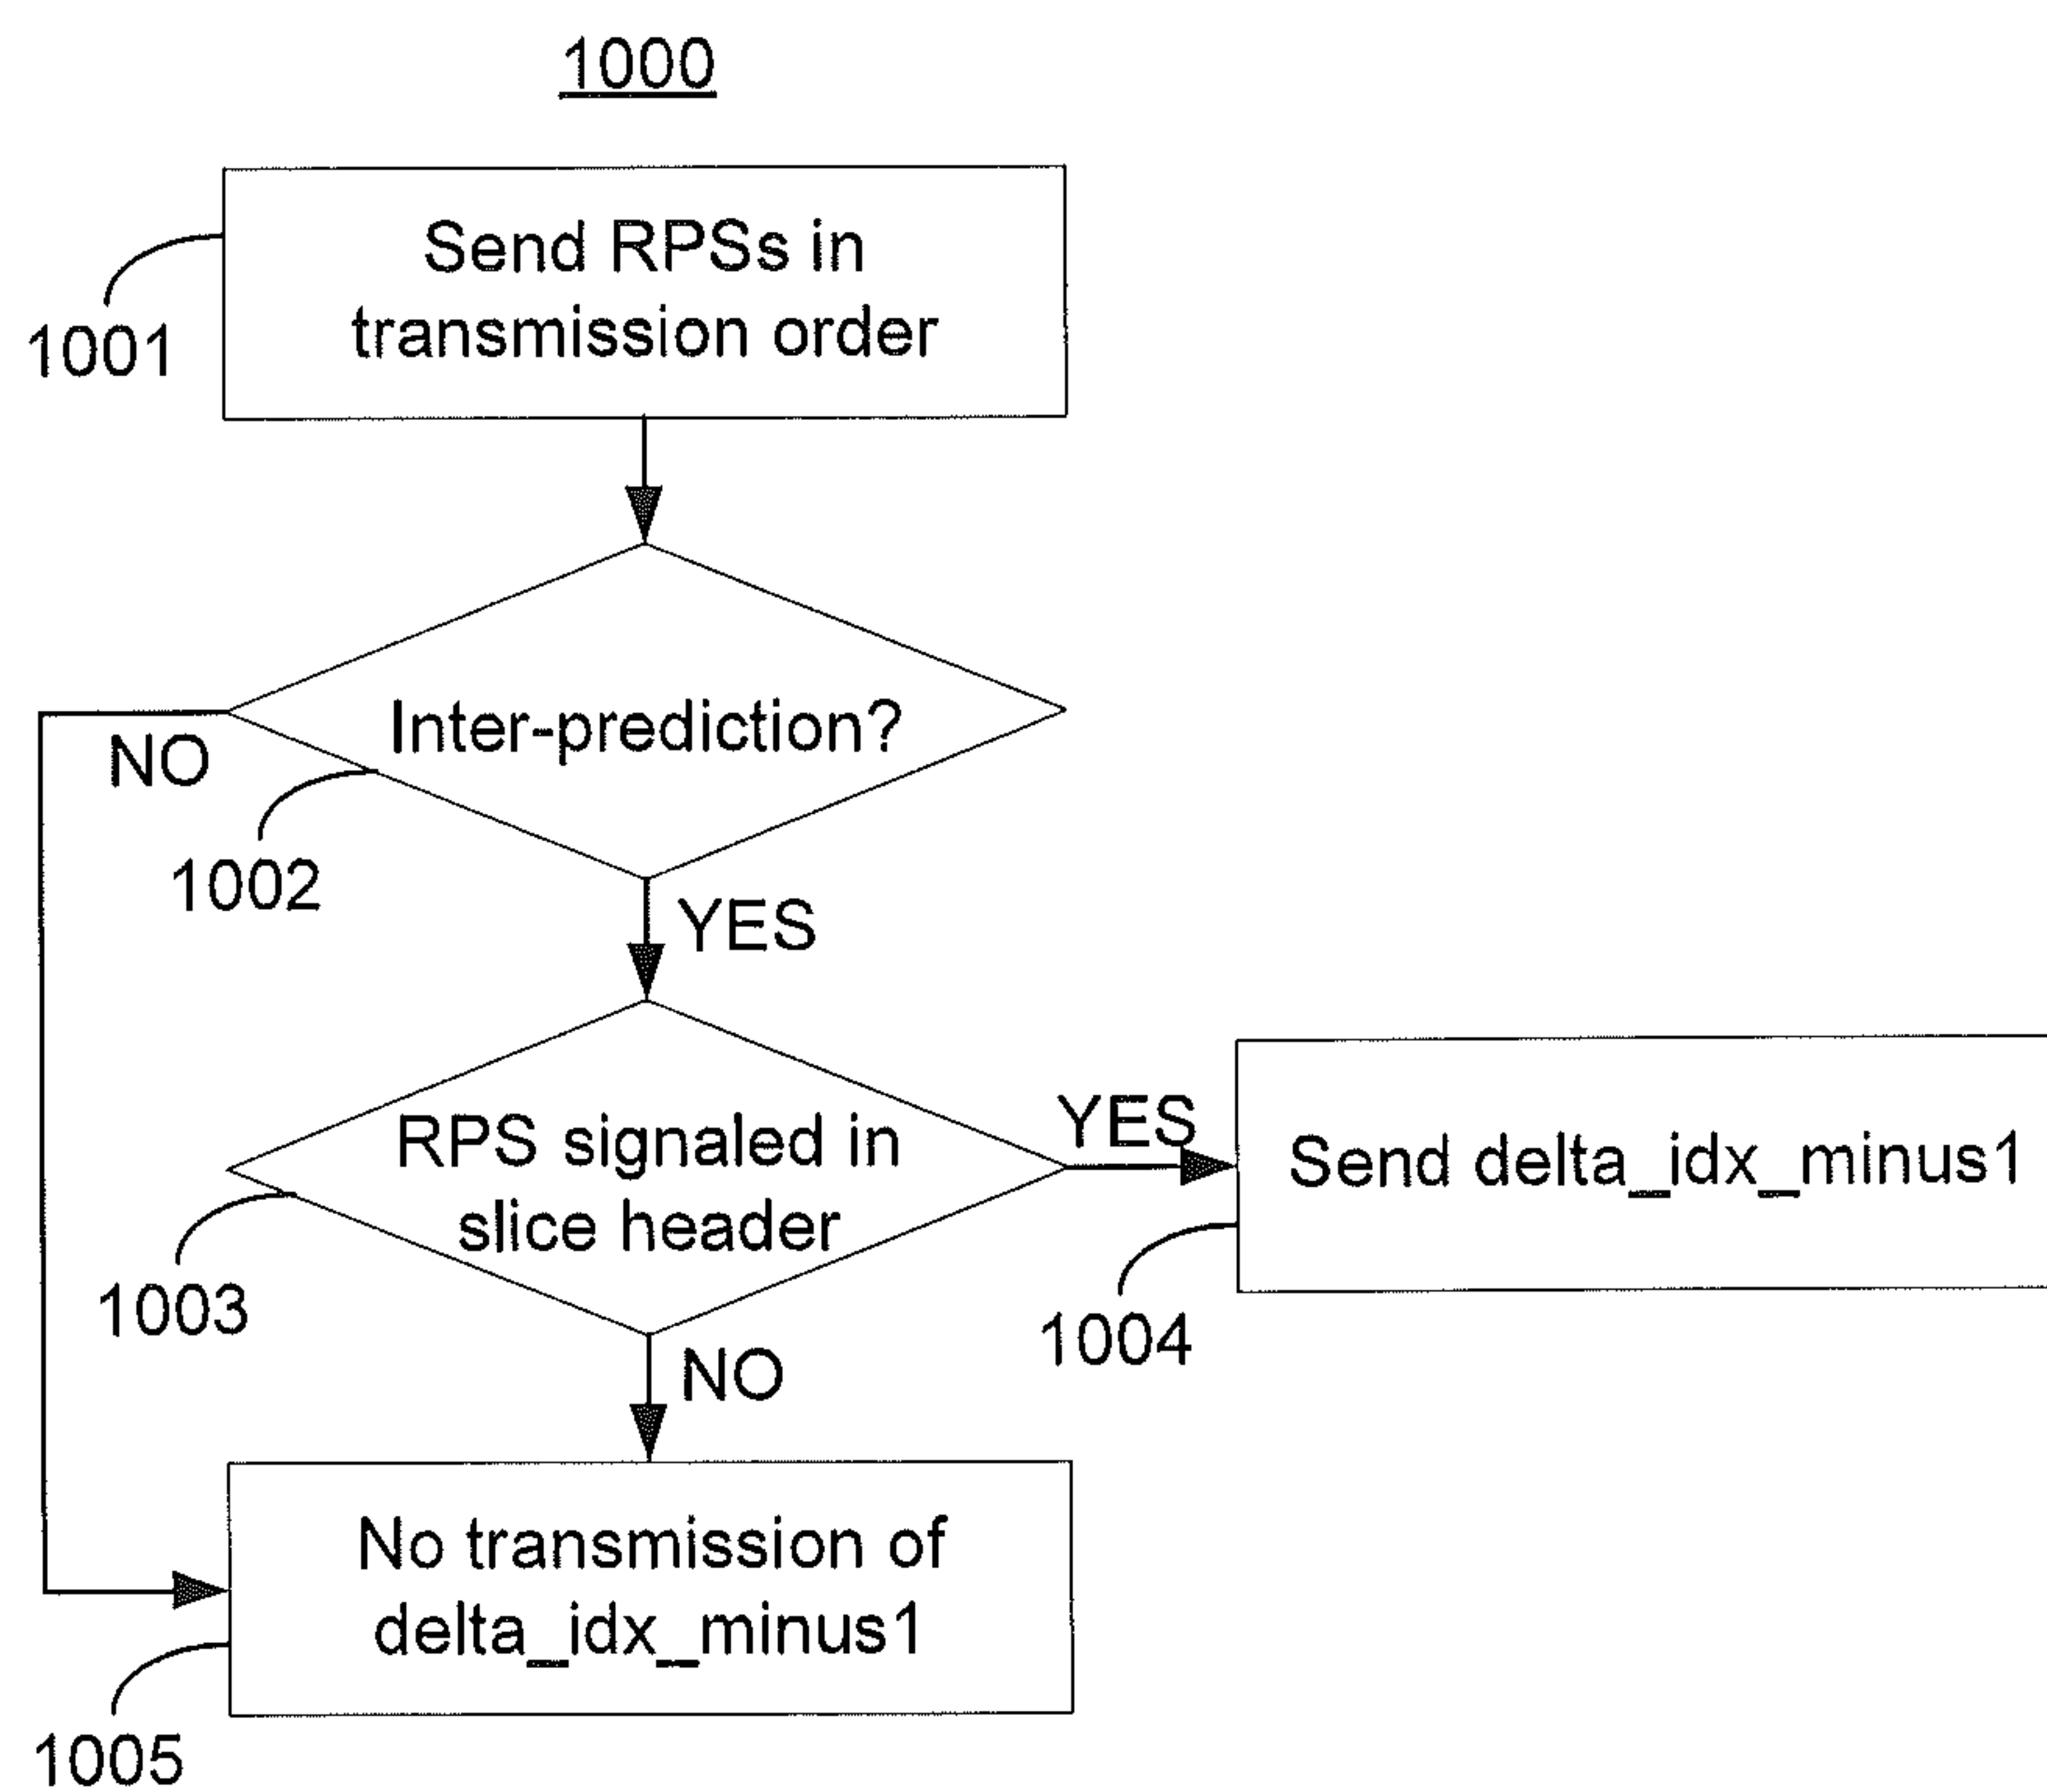 1000
Send RPSs in
transmission order
1001
Inter-prediction?
NO
1002
YES
RPS signaled in
slice header
YES
Send delta_idx_minus1
1003
1004
NO
No transmission of
delta_idx_minus1
1005